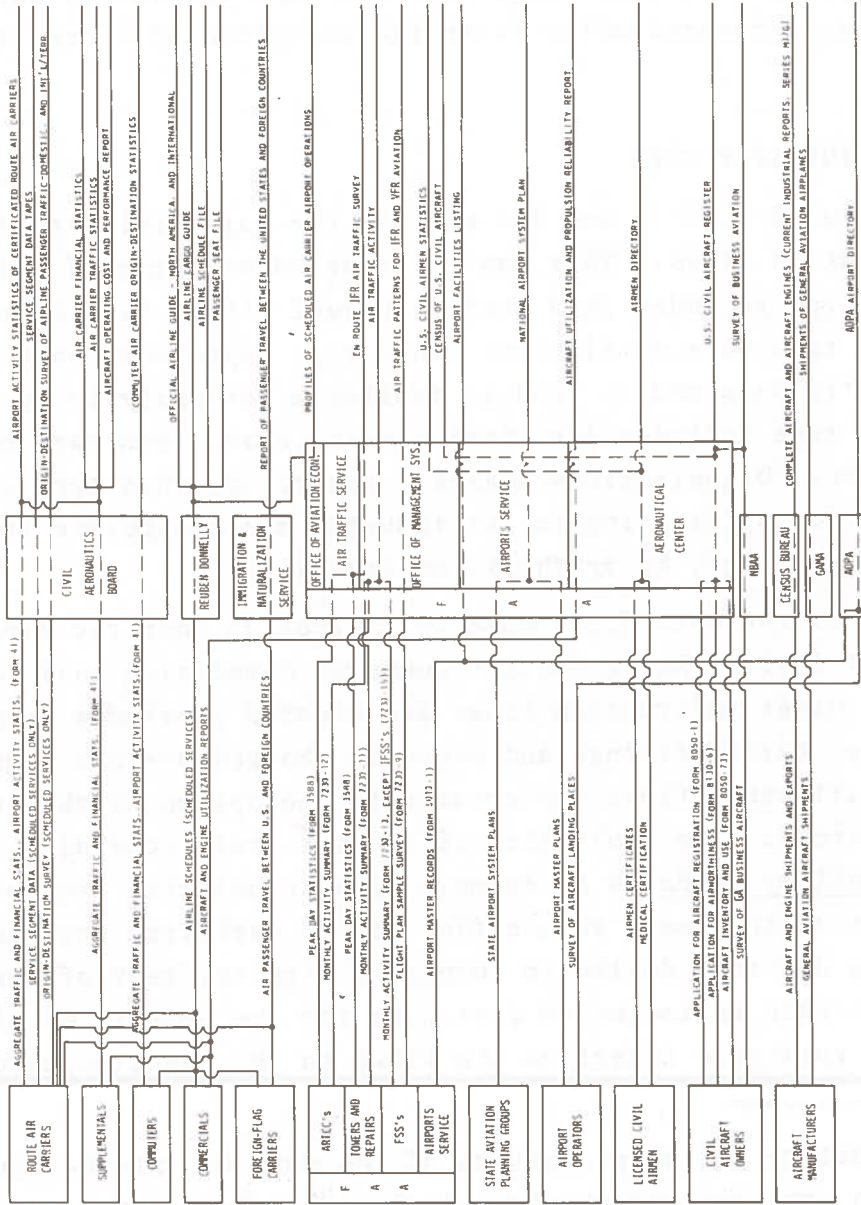 ROUTE AIR
CARRIERS
SUPPLEMENTALS
COMMUTERS
COMMERCIALS
FOREIGN-FLAG
CARRIERS
F
A
A
ARTCC's
TOWERS AND
REPAIRS
FSS's
AIRPORTS
SERVICE
STATE AVIATION
PLANNING GROUPS
AIRPORT
OPERATORS
LICENSED CIVIL
AIRMEN
CIVIL
AIRCRAFT
OWNERS
AIRCRAFT
MANUFACTURERS
AGGREGATE TRAFFIC AND FINANCIAL STATS., AIRPORT ACTIVITY STATIS. (FORM 41)
SERVICE SEGMENT DATA (SCHEDULED SERVICES ONLY)
ORIGIN-DESTINATION SURVEY (SCHEDULED SERVICES ONLY)
AGGREGATE TRAFFIC AND FINANCIAL STATS. (FORM 41)
AGGREGATE TRAFFIC AND FINANCIAL STATS. AIRPORT ACTIVITY STATS. (FORM 41)
AIRLINE SCHEDULES (SCHEDULED SERVICES)
AIRCRAFT AND ENGINE UTILIZATION REPORTS
AIR PASSENGER TRAVEL BETWEEN U.S. AND FOREIGN COUNTRIES
PEAK DAY STATISTICS (FORM 1588)
MONTHLY ACTIVITY SUMMARY (FORM 7230-12)
PEAK DAY STATISTICS (FORM 1588)
MONTHLY ACTIVITY SUMMARY (FORM 7230-1)
MONTHLY ACTIVITY SUMMARY (FORM 7230-13, EXCEPT IFSS's (7230-15))
FLIGHT PLAN SAMPLE SURVEY (FORM 7230-9)
AIRPORT MASTER RECORDS (FORM 5010-1)
STATE AIRPORT SYSTEM PLANS
AIRPORT MASTER PLANS
SURVEY OF AIRCRAFT LANDING PLACES
AIRMEN CERTIFICATES
MEDICAL CERTIFICATION
APPLICATION FOR AIRCRAFT REGISTRATION (FORM 8050-1)
APPLICATION FOR AIRWORTHINESS (FORM 8130-6)
AIRCRAFT INVENTORY AND USE (FORM 8050-73)
SURVEY OF GA BUSINESS AIRCRAFT
AIRCRAFT AND ENGINE SHIPMENTS AND EXPORTS
GENERAL AVIATION AIRCRAFT SHIPMENTS
CIVIL
AERONAUTICS
BOARD
REUBEN DONNELLY
IMMIGRATION &
NATURALIZATION
SERVICE
F
A
A
OFFICE OF AVIATION ECON.
AIR TRAFFIC SERVICE
OFFICE OF MANAGEMENT SYS.
AIRPORTS SERVICE
AERONAUTICAL
CENTER
NBAA
CENSUS BUREAU
GAMA
AOPA
AIRPORT ACTIVITY STATISTICS OF CERTIFICATED ROUTE AIR CARRIERS
SERVICE SEGMENT DATA TAPES
ORIGIN-DESTINATION SURVEY OF AIRLINE PASSENGER TRAFFIC-DOMESTIC, AND INT'L/TERR
AIR CARRIER FINANCIAL STATISTICS
AIR CARRIER TRAFFIC STATISTICS
AIRCRAFT OPERATING COST AND PERFORMANCE REPORT
COMMUTER AIR CARRIER ORIGIN-DESTINATION STATISTICS
OFFICIAL AIRLINE GUIDE - NORTH AMERICA, AND INTERNATIONAL
AIRLINE CARGO GUIDE
AIRLINE SCHEDULE FILE
PASSENGER SEAT FILE
REPORT OF PASSENGER TRAVEL BETWEEN THE UNITED STATES AND FOREIGN COUNTRIES
PROFILES OF SCHEDULED AIR CARRIER AIRPORT OPERATIONS
EN ROUTE IFR AIR TRAFFIC SURVEY
AIR TRAFFIC ACTIVITY
AIR TRAFFIC PATTERNS FOR IFR AND VFR AVIATION
U.S. CIVIL AIRMEN STATISTICS
CENSUS OF U.S. CIVIL AIRCRAFT
AIRPORT FACILITIES LISTING
NATIONAL AIRPORT SYSTEM PLAN
AIRCRAFT UTILIZATION AND PROPULSION RELIABILITY REPORT
AIRMEN DIRECTORY
U.S. CIVIL AIRCRAFT REGISTER
SURVEY OF BUSINESS AVIATION
COMPLETE AIRCRAFT AND AIRCRAFT ENGINES (CURRENT INDUSTRIAL REPORTS, SERIES M37G)
SHIPMENTS OF GENERAL AVIATION AIRPLANES
AOPA AIRPORT DIRECTORY